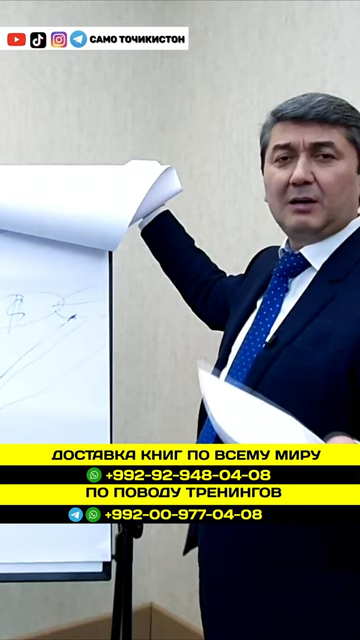 САМО ТОЧИКИСТОН
$ €
ДОСТАВКА КНИГ ПО ВСЕМУ МИРУ
+992-92-948-04-08
ПО ПОВОДУ ТРЕНИНГОВ
+992-00-977-04-08